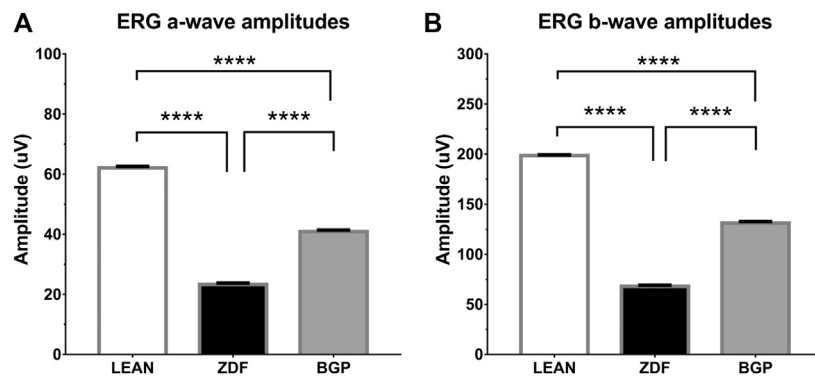 A
ERG a-wave amplitudes
Amplitude (uV)
100
80
60
40
20
0
****
****
****
LEAN
ZDF
BGP
B
ERG b-wave amplitudes
Amplitude (uV)
300
250
200
150
100
50
0
****
****
****
LEAN
ZDF
BGP